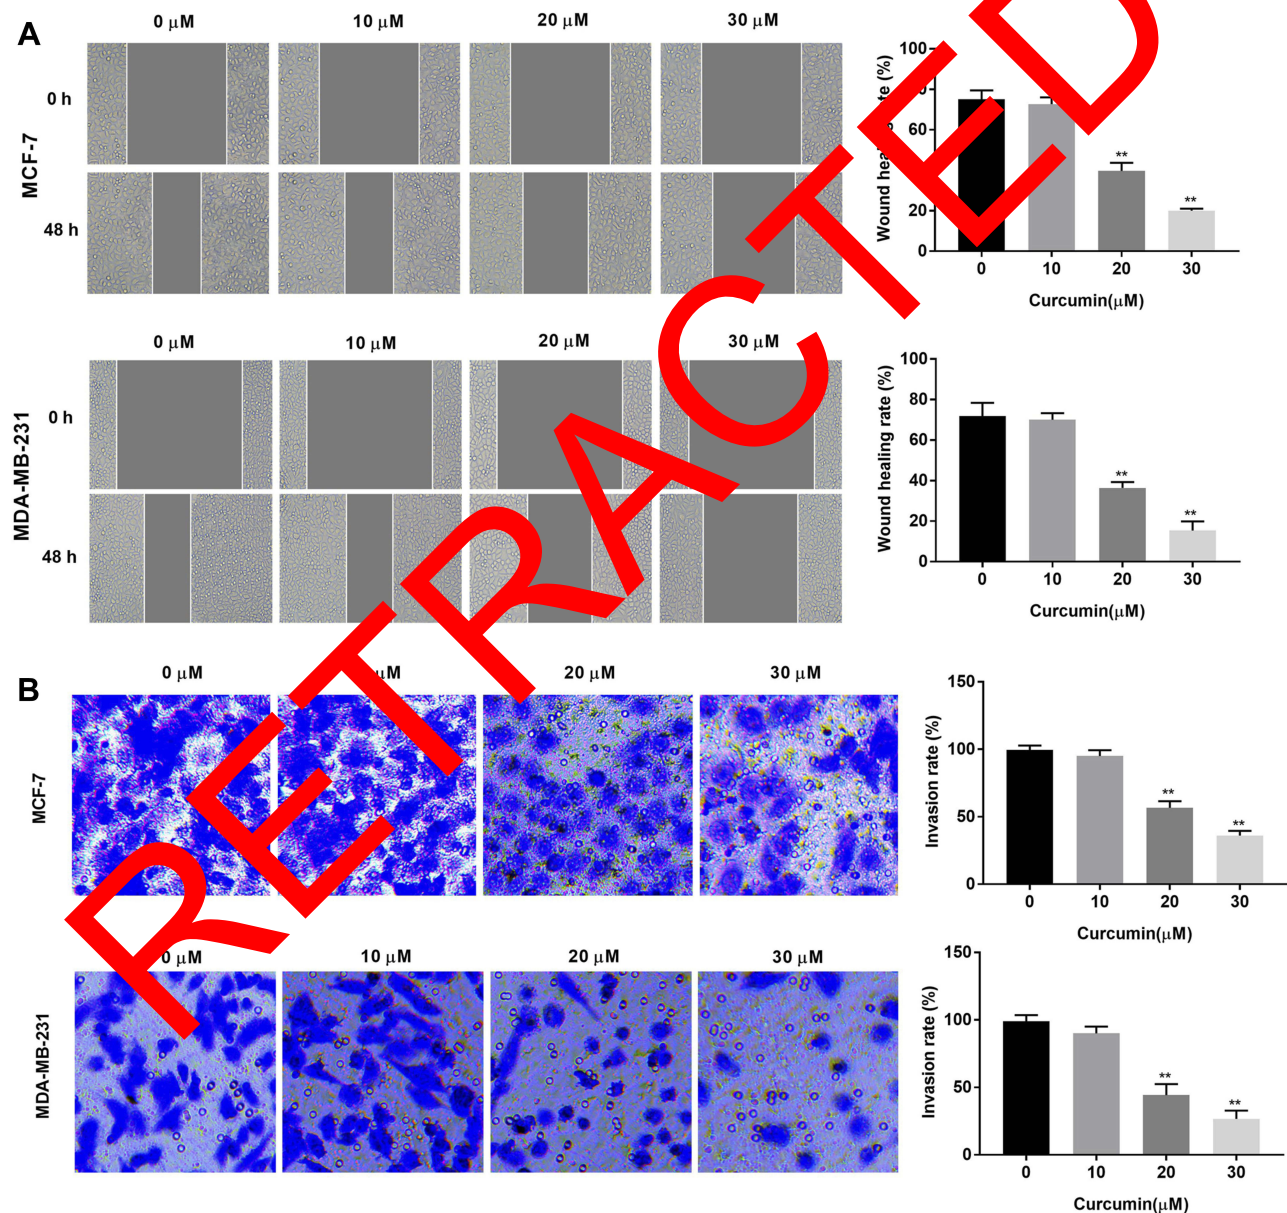 A
0 μM 10 μM 20 μM 30 μM
0 h
48 h
MCF-7
100
60
20
0
0 10 20 30
** **
Curcumin(μM)
Wound
0 μM 10 μM 20 μM 30 μM
0 h
48 h
MDA-MB-231
100
80
60
40
20
0
0 10 20 30
** **
Curcumin(μM)
Wound healing rate (%)
B
0 μM 20 μM 30 μM
MCF-7
150
100
50
0
0 10 20 30
** **
Curcumin(μM)
Invasion rate (%)
0 μM 10 μM 20 μM 30 μM
MDA-MB-231
150
100
50
0
0 10 20 30
** **
Curcumin(μM)
Invasion rate (%)
RETRACTED